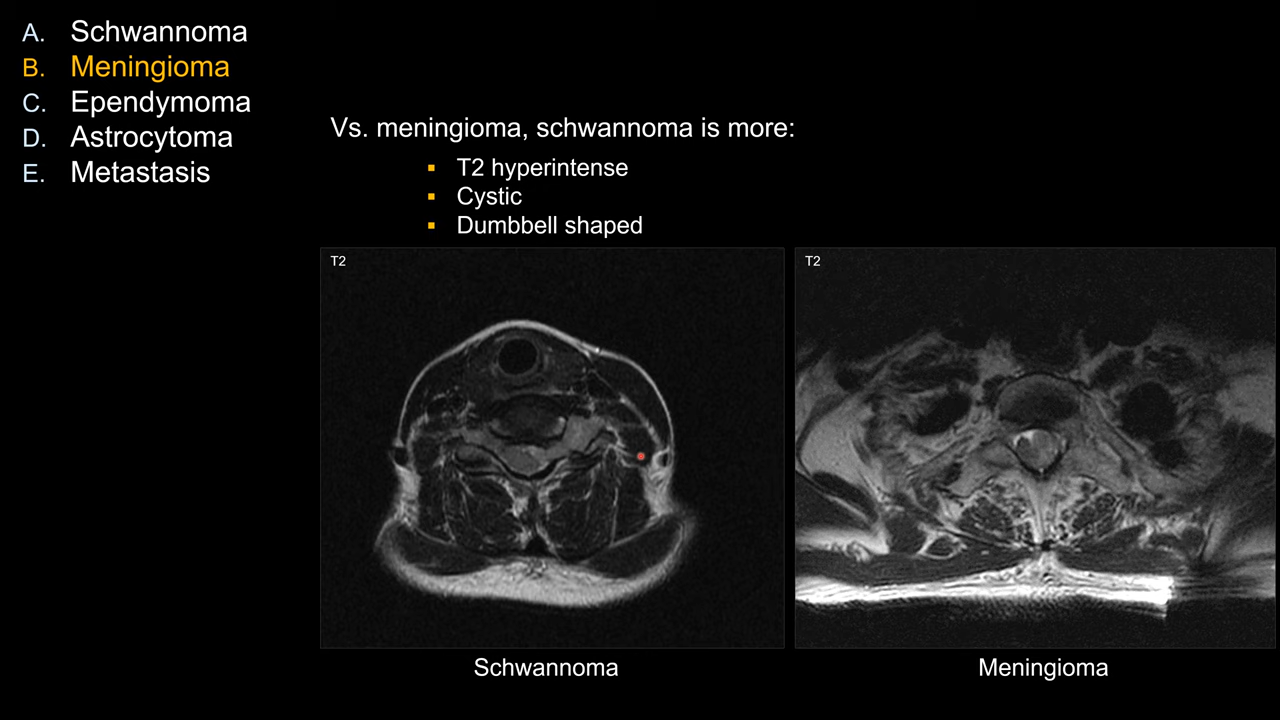 A. Schwannoma
B. Meningioma
C. Ependymoma
D. Astrocytoma
E. Metastasis
Vs. meningioma, schwannoma is more:
▪ T2 hyperintense
▪ Cystic
▪ Dumbbell shaped
T2
T2
Schwannoma
Meningioma